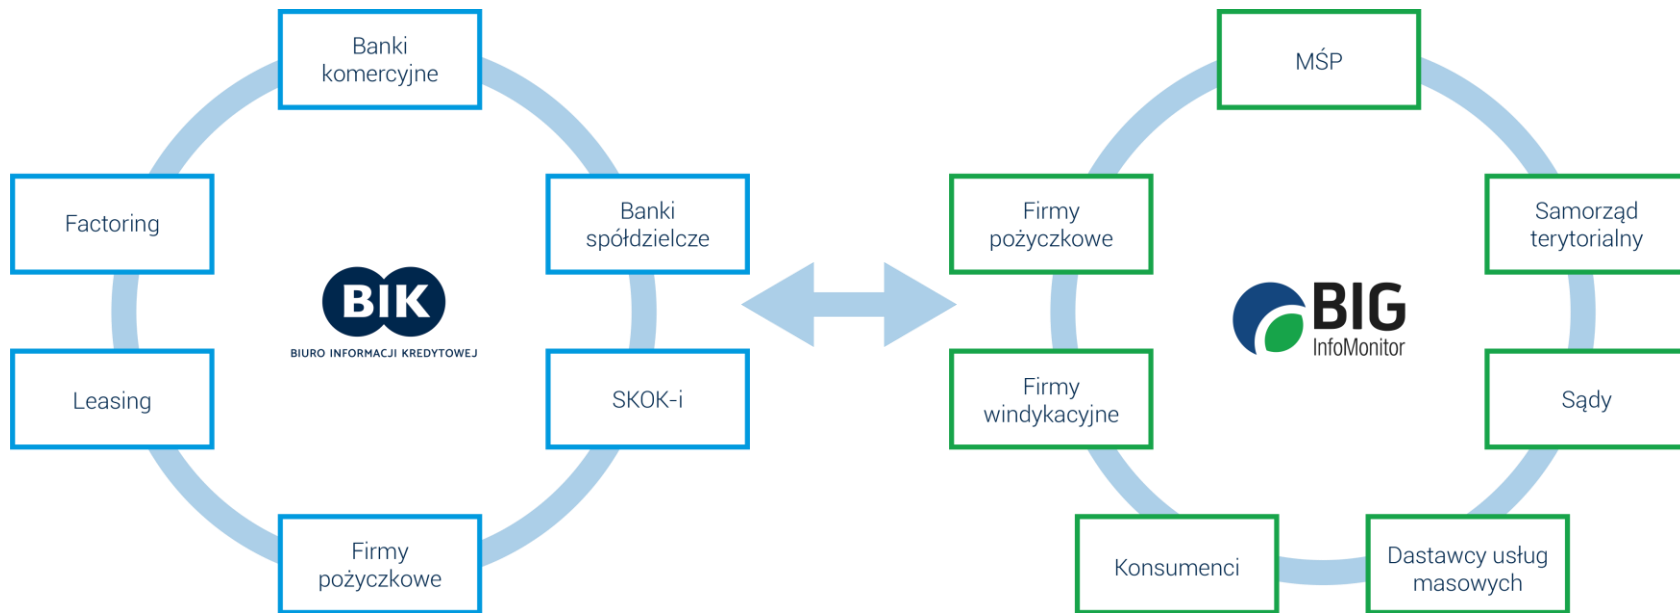 Banki
komercyjne
Factoring
Banki
spółdzielcze
BIK
BIURO INFORMACJI KREDYTOWEJ
Leasing
SKOK-i
Firmy
pożyczkowe
MŚP
Firmy
pożyczkowe
Samorząd
terytorialny
BIG
InfoMonitor
Firmy
windykacyjne
Sądy
Konsumenci
Dastawcy usług
masowych